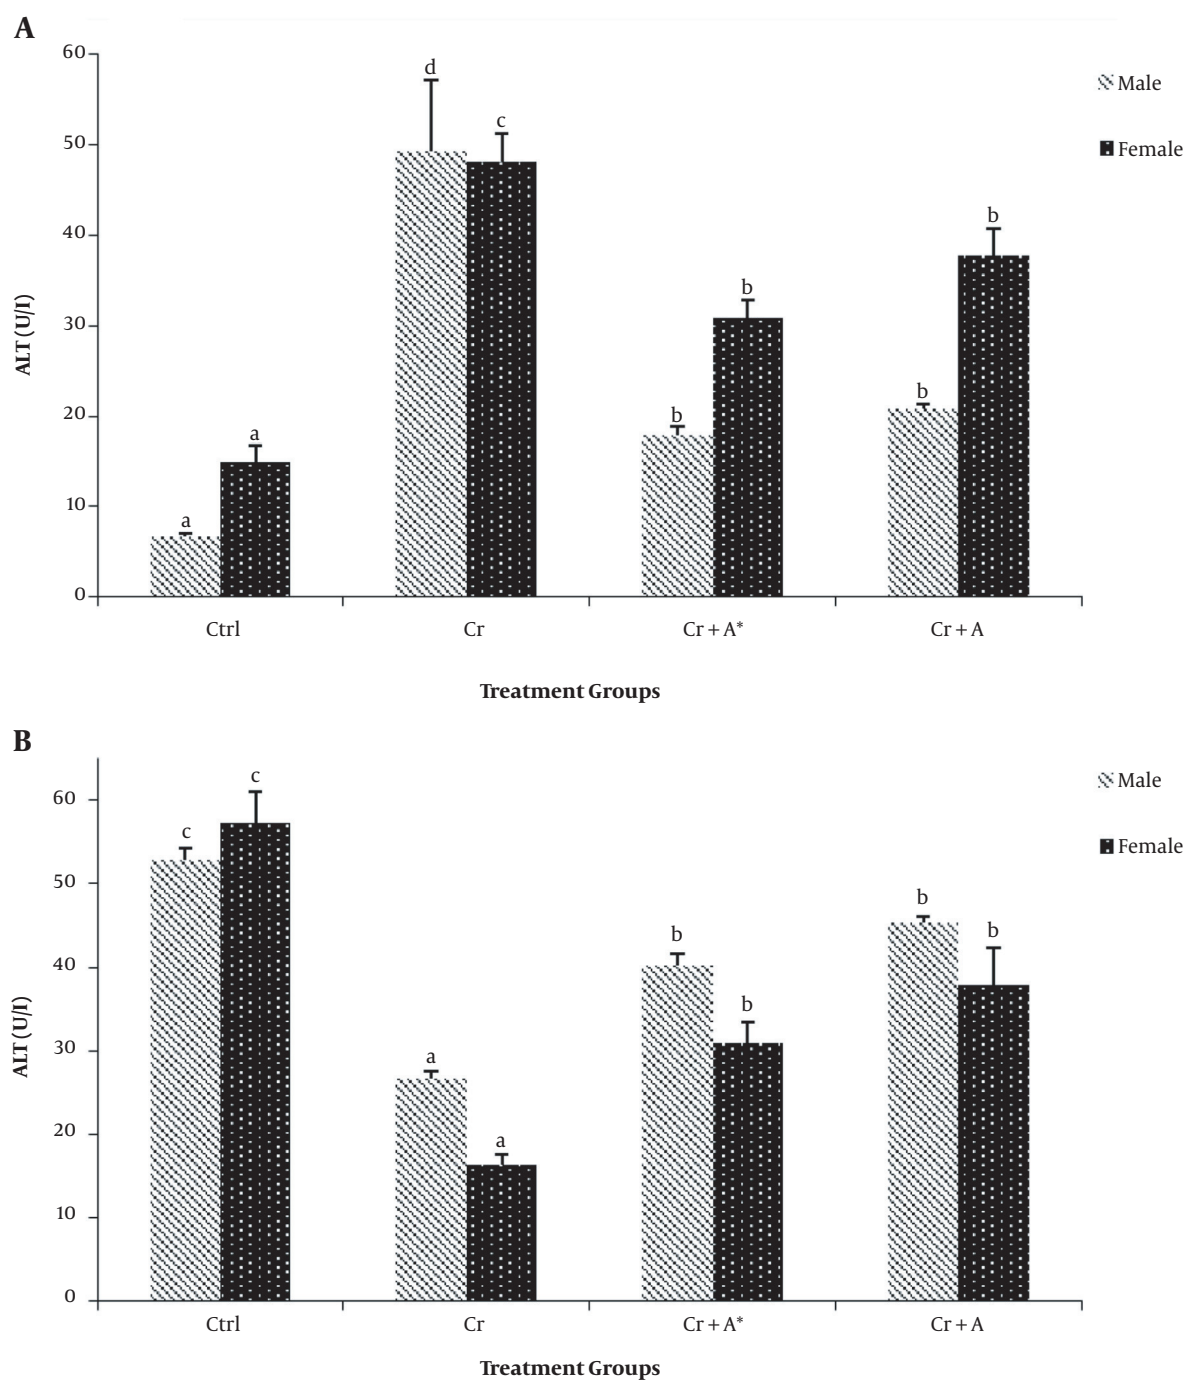 A
60
50
40
30
20
10
0
ALT (U/I)
d
c
b
b
b
b
a
a
Male
Female
Ctrl
Cr
Cr + A*
Cr + A
Treatment Groups
B
60
50
40
30
20
10
0
ALT (U/I)
c
c
a
a
b
b
b
b
Male
Female
Ctrl
Cr
Cr + A*
Cr + A
Treatment Groups